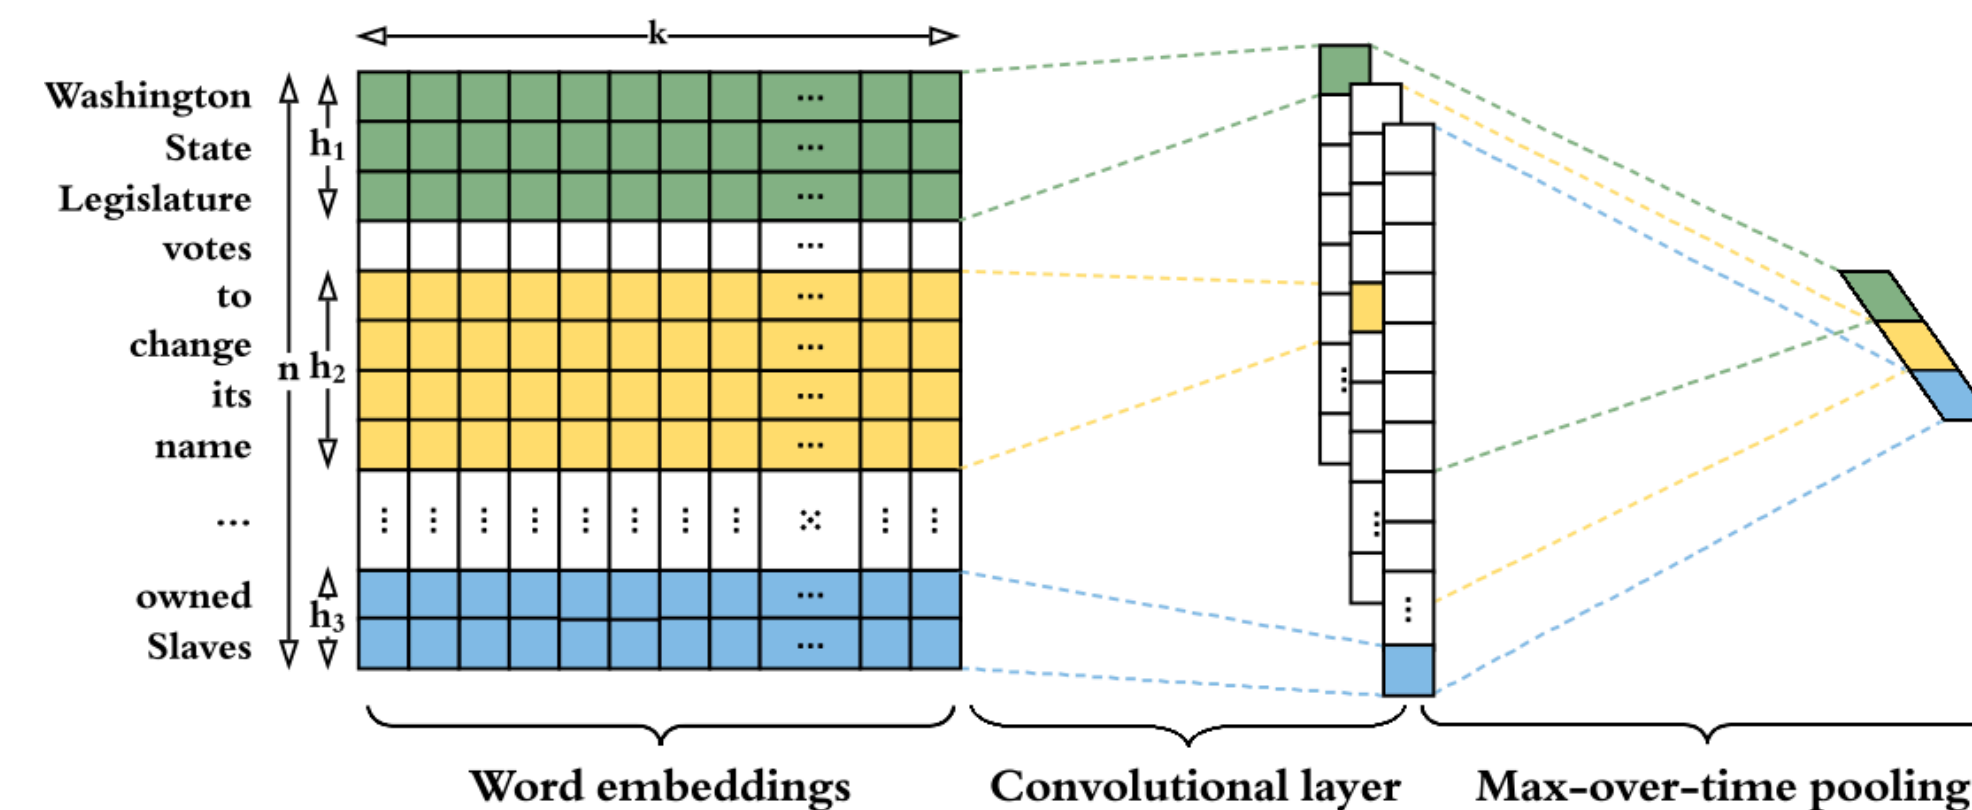 k
Washington
State
h1
Legislature
votes
to
change
n h2
its
name
...
owned
h3
Slaves
Word embeddings
Convolutional layer
Max-over-time pooling